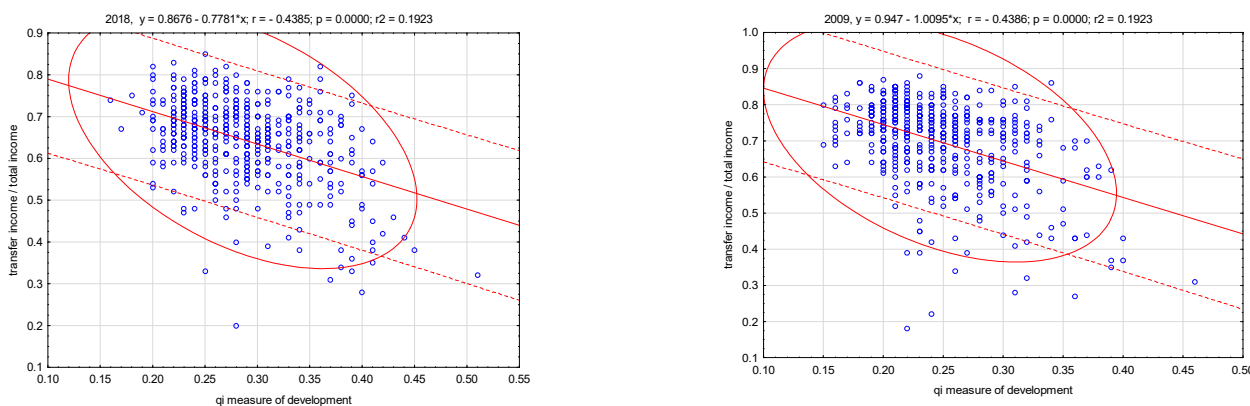 2018, y = 0.8676 - 0.7781*x; r = - 0.4385; p = 0.0000; r2 = 0.1923
0.9
0.8
0.7
0.6
0.5
0.4
0.3
0.2
0.1
transfer income / total income
0.10 0.15 0.20 0.25 0.30 0.35 0.40 0.45 0.50 0.55
qi measure of development
2009, y = 0.947 - 1.0095*x; r = -0.4386; p = 0.0000; r2 = 0.1923
1.0
0.9
0.8
0.7
0.6
0.5
0.4
0.3
0.2
0.1
transfer income / total income
0.10 0.15 0.20 0.25 0.30 0.35 0.40 0.45 0.50
qi measure of development